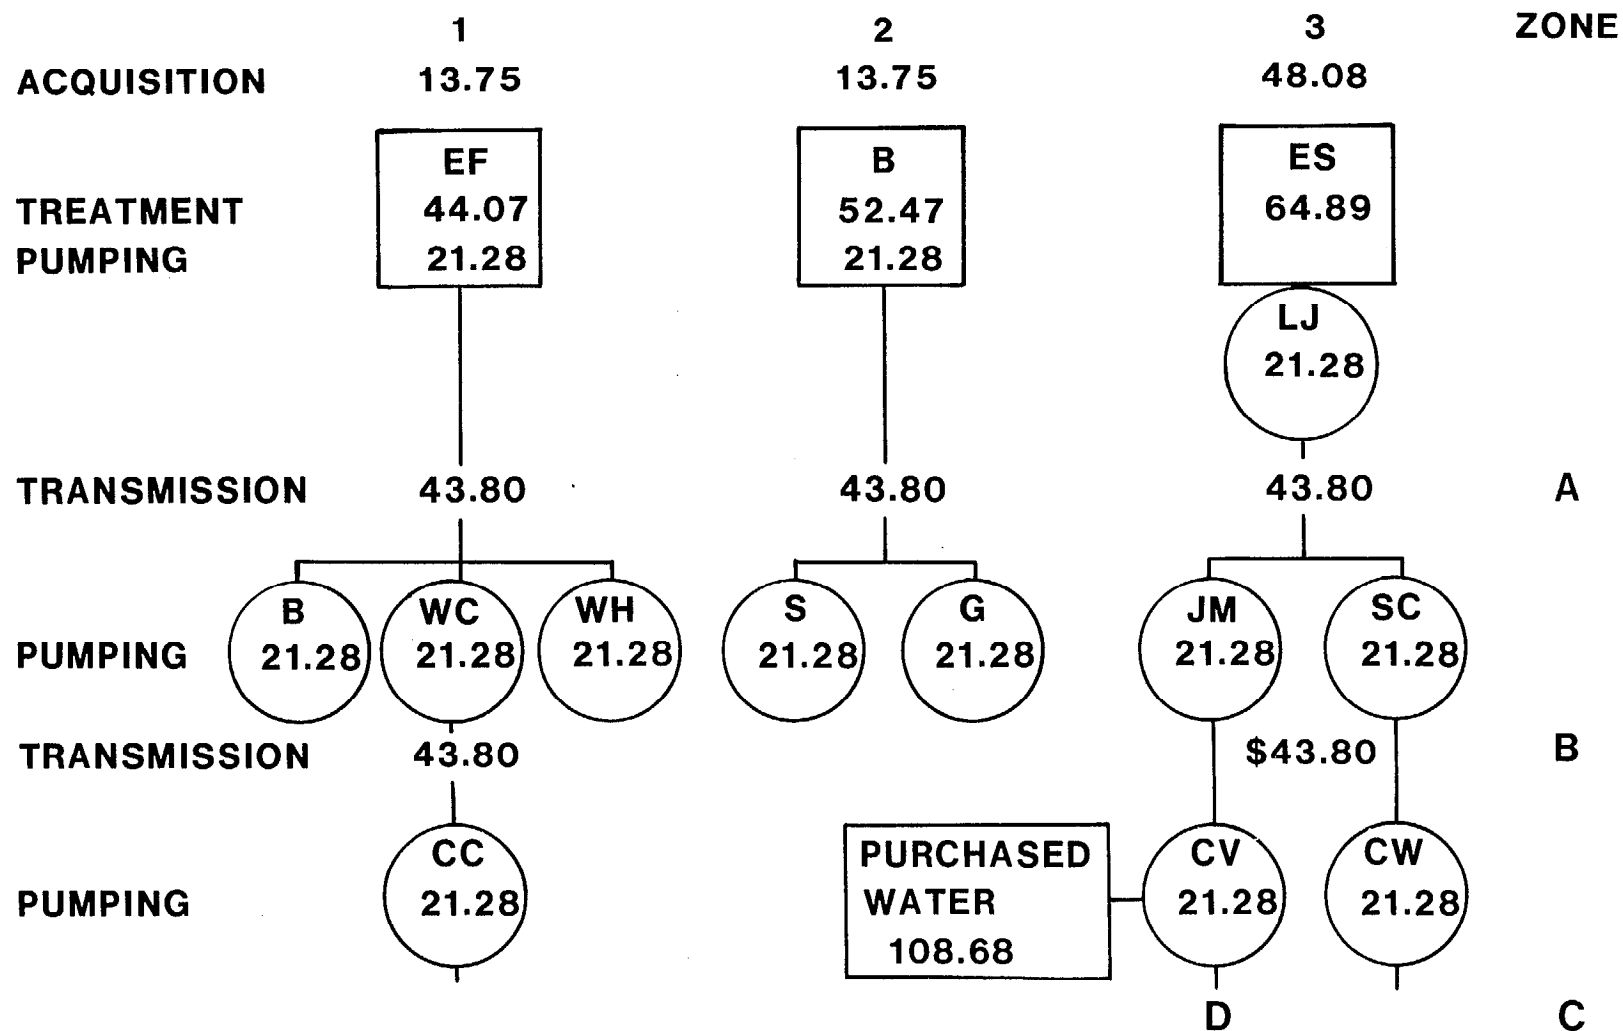 1 2 3 ZONE
ACQUISITION 13.75 13.75 48.08
EF B ES
TREATMENT 44.07 52.47 64.89
PUMPING 21.28 21.28
LJ
21.28
TRANSMISSION 43.80 43.80 43.80 A
B WC WH S G JM SC
PUMPING 21.28 21.28 21.28 21.28 21.28 21.28 21.28
TRANSMISSION 43.80 $43.80 B
CC PURCHASED CV CW
PUMPING 21.28 WATER 21.28 21.28
108.68
D C